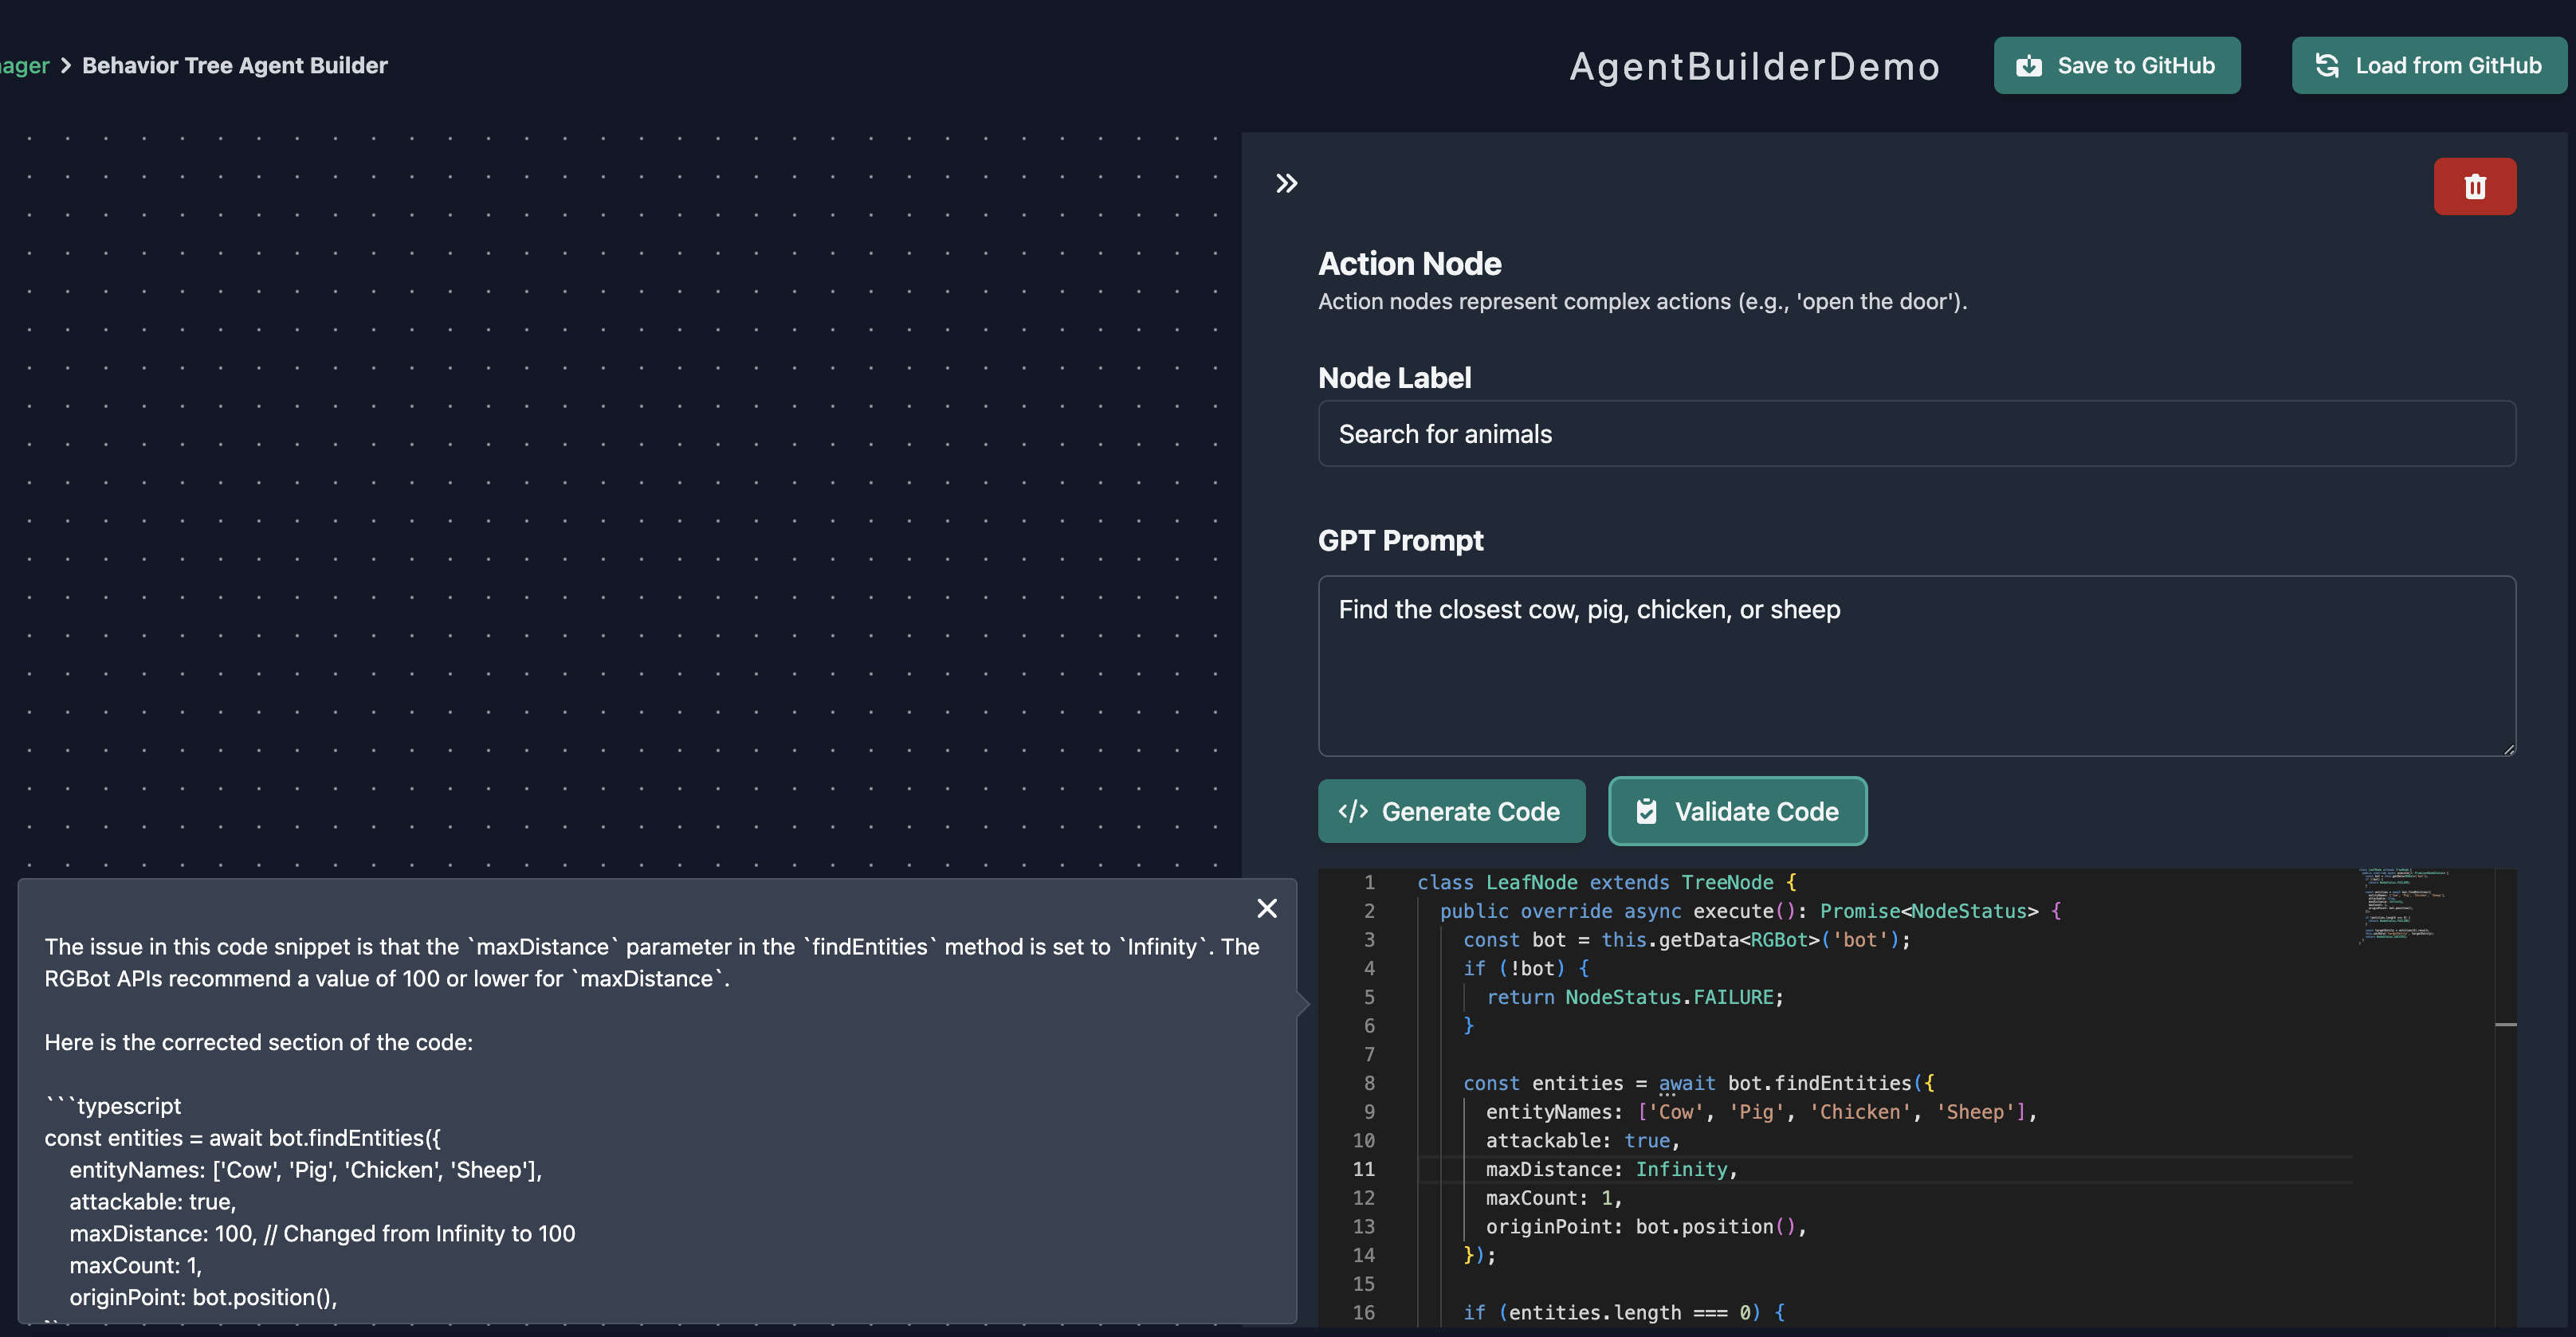 ager > Behavior Tree Agent Builder
AgentBuilderDemo
Save to GitHub
Load from GitHub
Action Node
Action nodes represent complex actions (e.g., 'open the door').
Node Label
Search for animals
GPT Prompt
Find the closest cow, pig, chicken, or sheep
</> Generate Code
Validate Code
The issue in this code snippet is that the `maxDistance` parameter in the `findEntities` method is set to `Infinity`. The
RGBot APIs recommend a value of 100 or lower for `maxDistance`.
Here is the corrected section of the code:
```typescript
const entities = await bot.findEntities({
entityNames: ['Cow', 'Pig', 'Chicken', 'Sheep'],
attackable: true,
maxDistance: 100, // Changed from Infinity to 100
maxCount: 1,
originPoint: bot.position(),
1 class LeafNode extends TreeNode {
2 public override async execute(): Promise<NodeStatus> {
3 const bot = this.getData<RGBot>('bot');
4 if (!bot) {
5 return NodeStatus.FAILURE;
6 }
7
8 const entities = await bot.findEntities({
9 entityNames: ['Cow', 'Pig', 'Chicken', 'Sheep'],
10 attackable: true,
11 maxDistance: Infinity,
12 maxCount: 1,
13 originPoint: bot.position(),
14 });
15
16 if (entities.length === 0) {